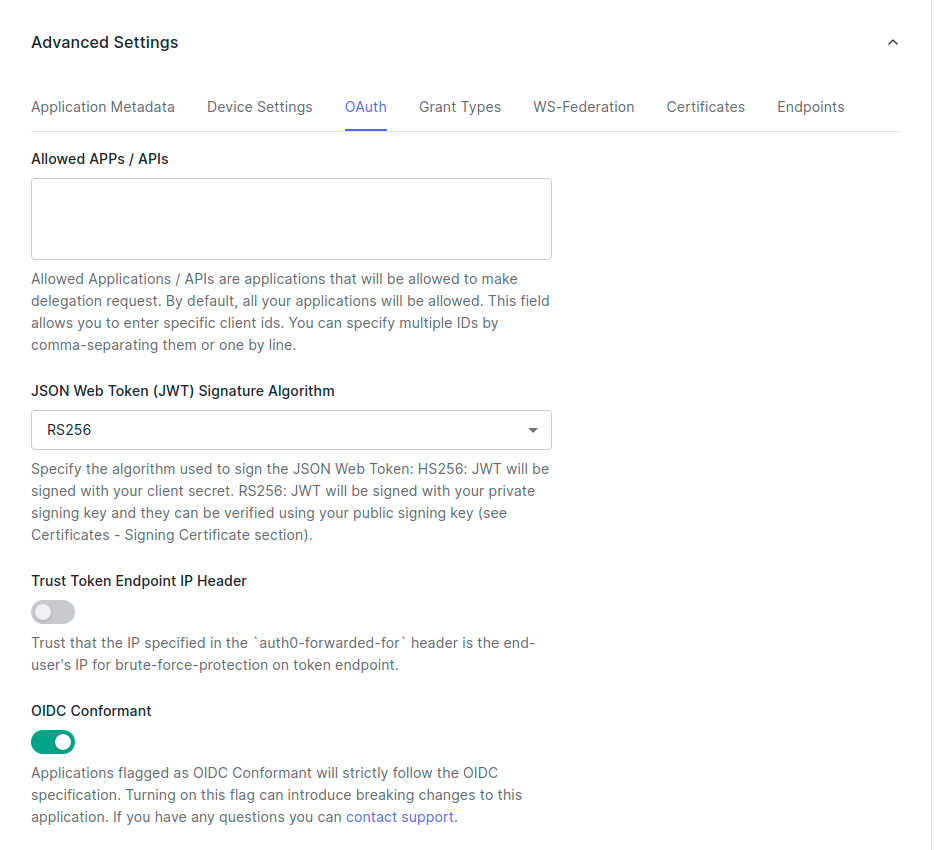 Advanced Settings
Application Metadata Device Settings OAuth Grant Types WS-Federation Certificates Endpoints
Allowed APPs / APIs
Allowed Applications / APIs are applications that will be allowed to make
delegation request. By default, all your applications will be allowed. This field
allows you to enter specific client ids. You can specify multiple IDs by
comma-separating them or one by line.
JSON Web Token (JWT) Signature Algorithm
RS256
Specify the algorithm used to sign the JSON Web Token: HS256: JWT will be
signed with your client secret. RS256: JWT will be signed with your private
signing key and they can be verified using your public signing key (see
Certificates - Signing Certificate section).
Trust Token Endpoint IP Header
Trust that the IP specified in the `auth0-forwarded-for` header is the end-
user's IP for brute-force-protection on token endpoint.
OIDC Conformant
Applications flagged as OIDC Conformant will strictly follow the OIDC
specification. Turning on this flag can introduce breaking changes to this
application. If you have any questions you can contact support.